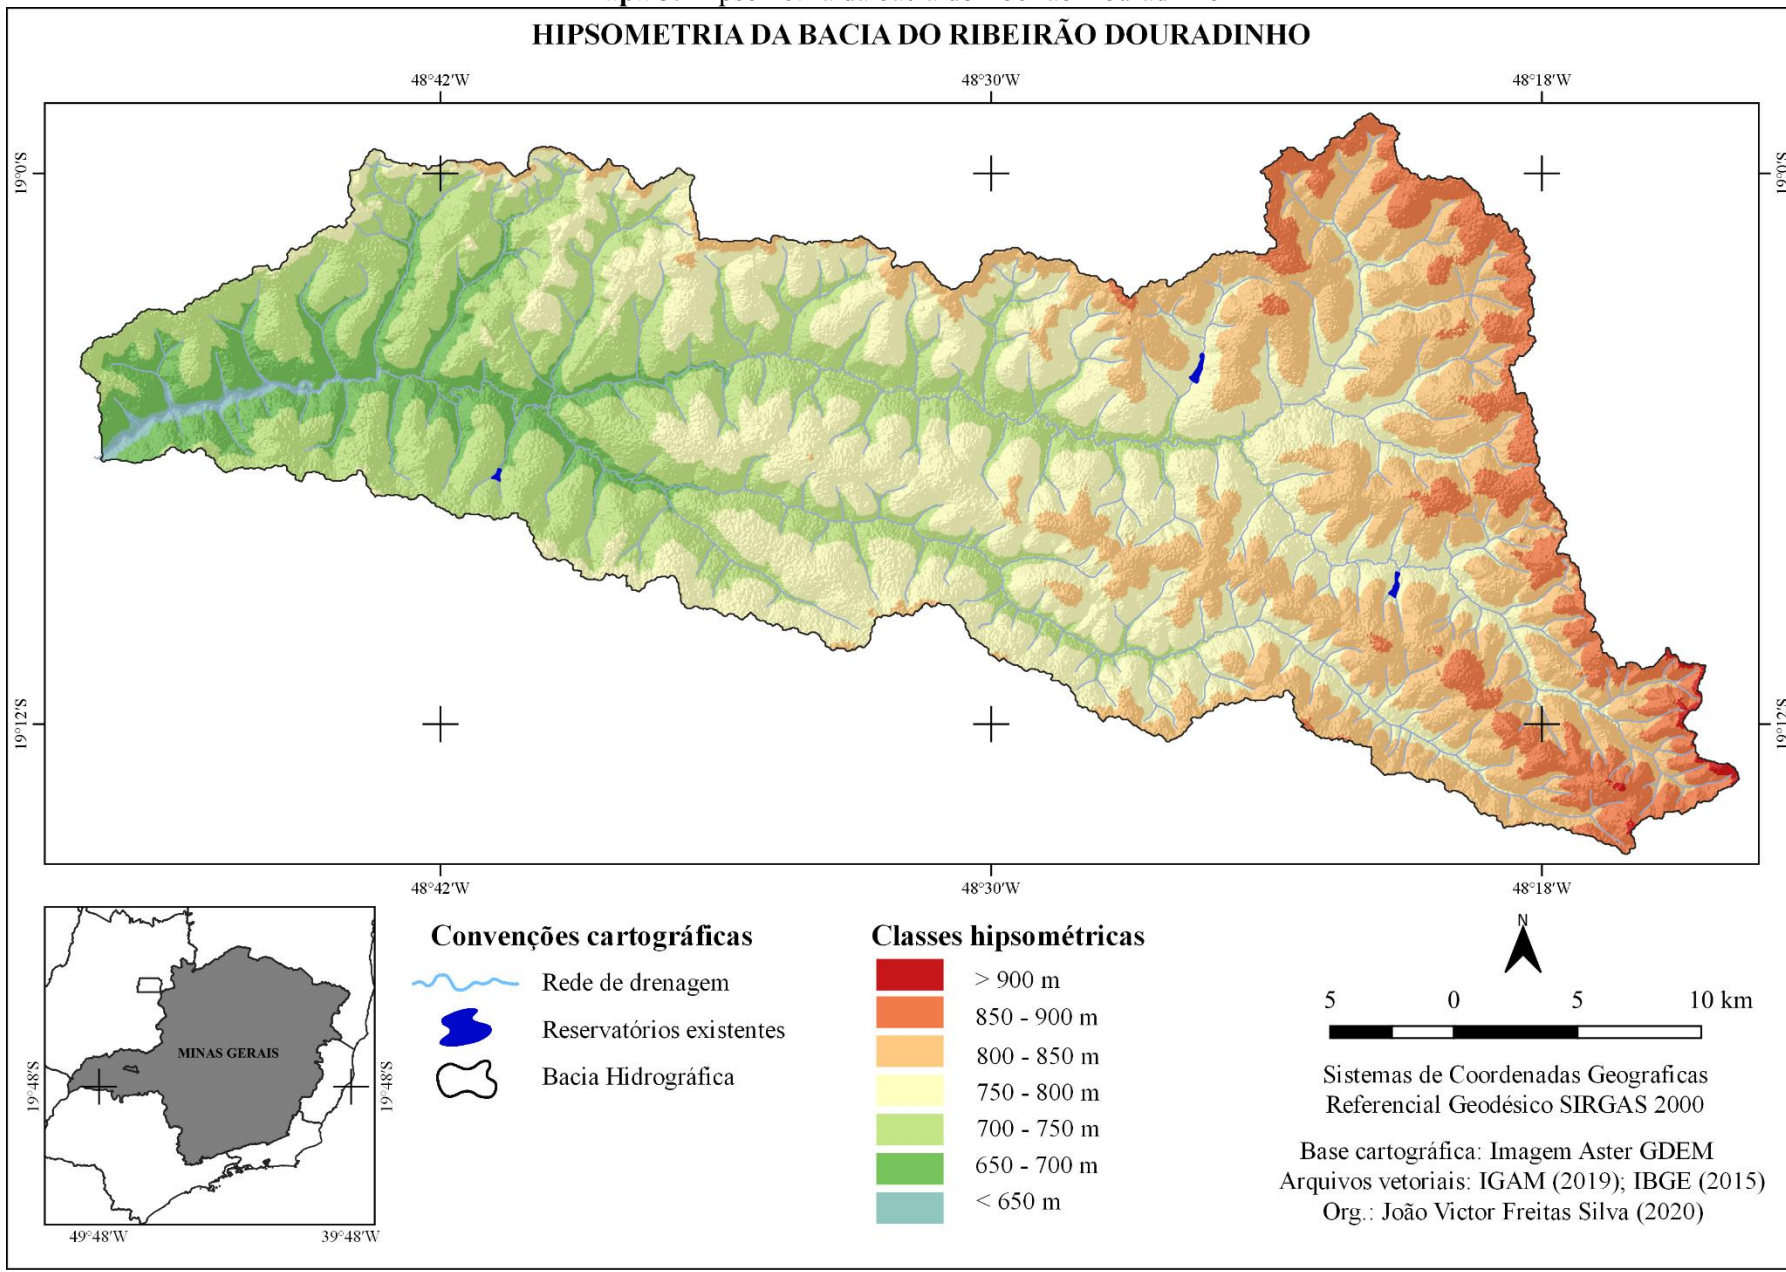 HIPSOMETRIA DA BACIA DO RIBEIRÃO DOURADINHO
48°42'W 48°30'W 48°18'W
19°0'S 19°0'S
19°12'S 19°12'S
48°42'W 48°30'W 48°18'W
MINAS GERAIS
19°48'S 19°48'S
49°48'W 39°48'W
Convenções cartográficas
Rede de drenagem
Reservatórios existentes
Bacia Hidrográfica
Classes hipsométricas
> 900 m
850 - 900 m
800 - 850 m
750 - 800 m
700 - 750 m
650 - 700 m
< 650 m
N
5 0 5 10 km
Sistemas de Coordenadas Geograficas
Referencial Geodésico SIRGAS 2000
Base cartográfica: Imagem Aster GDEM
Arquivos vetoriais: IGAM (2019); IBGE (2015)
Org.: João Victor Freitas Silva (2020)